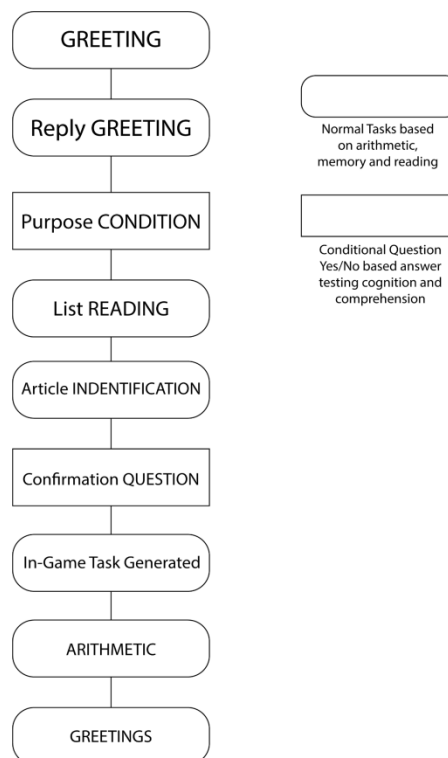 GREETING
Reply GREETING
Purpose CONDITION
List READING
Article INDENTIFICATION
Confirmation QUESTION
In-Game Task Generated
ARITHMETIC
GREETINGS
Normal Tasks based
on arithmetic,
memory and reading
Conditional Question
Yes/No based answer
testing cognition and
comprehension